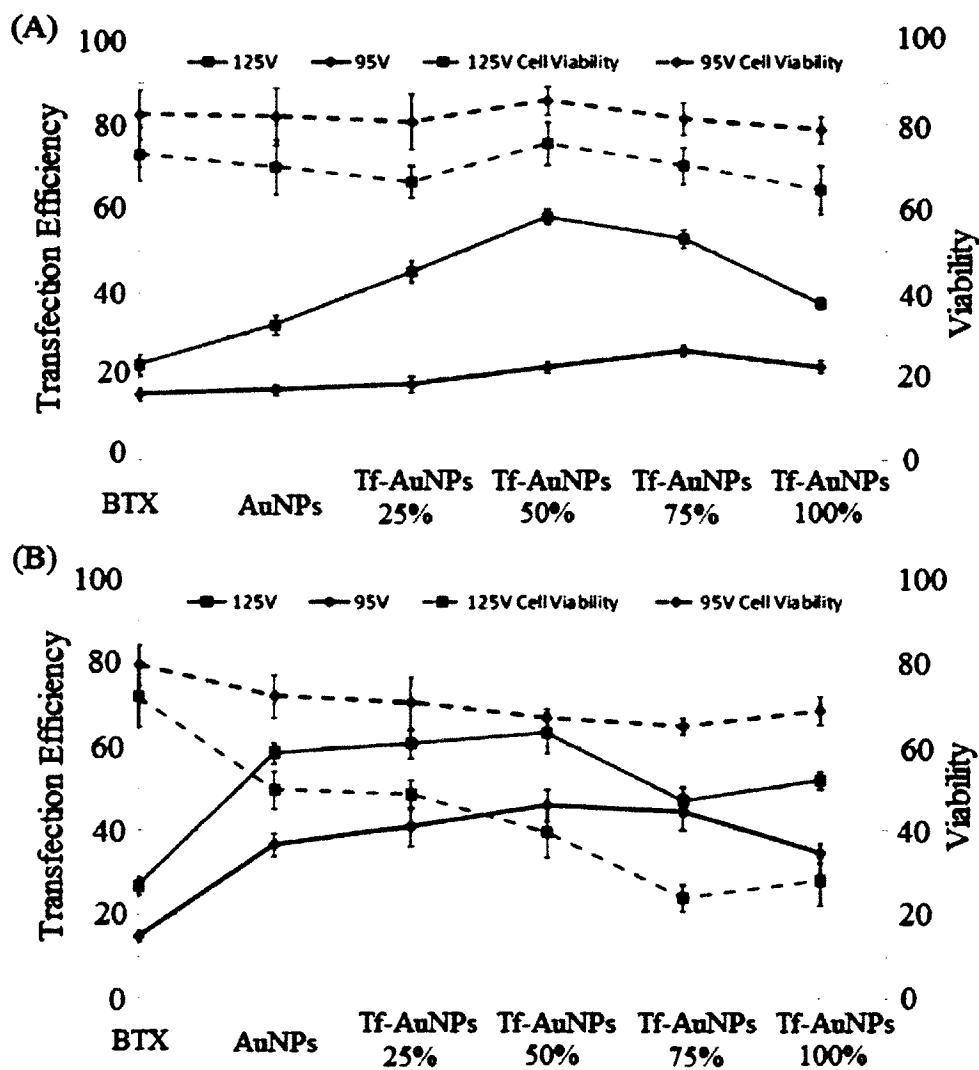 (A)
100
80
60
40
20
0
Transfection Efficiency
125V 95V 125V Cell Viability 95V Cell Viability
100
80
60
40
20
0
Viability
BTX
AuNPs
Tf-AuNPs
25%
Tf-AuNPs
50%
Tf-AuNPs
75%
Tf-AuNPs
100%
(B)
100
80
60
40
20
0
Transfection Efficiency
125V 95V 125V Cell Viability 95V Cell Viability
100
80
60
40
20
0
Viability
BTX
AuNPs
Tf-AuNPs
25%
Tf-AuNPs
50%
Tf-AuNPs
75%
Tf-AuNPs
100%